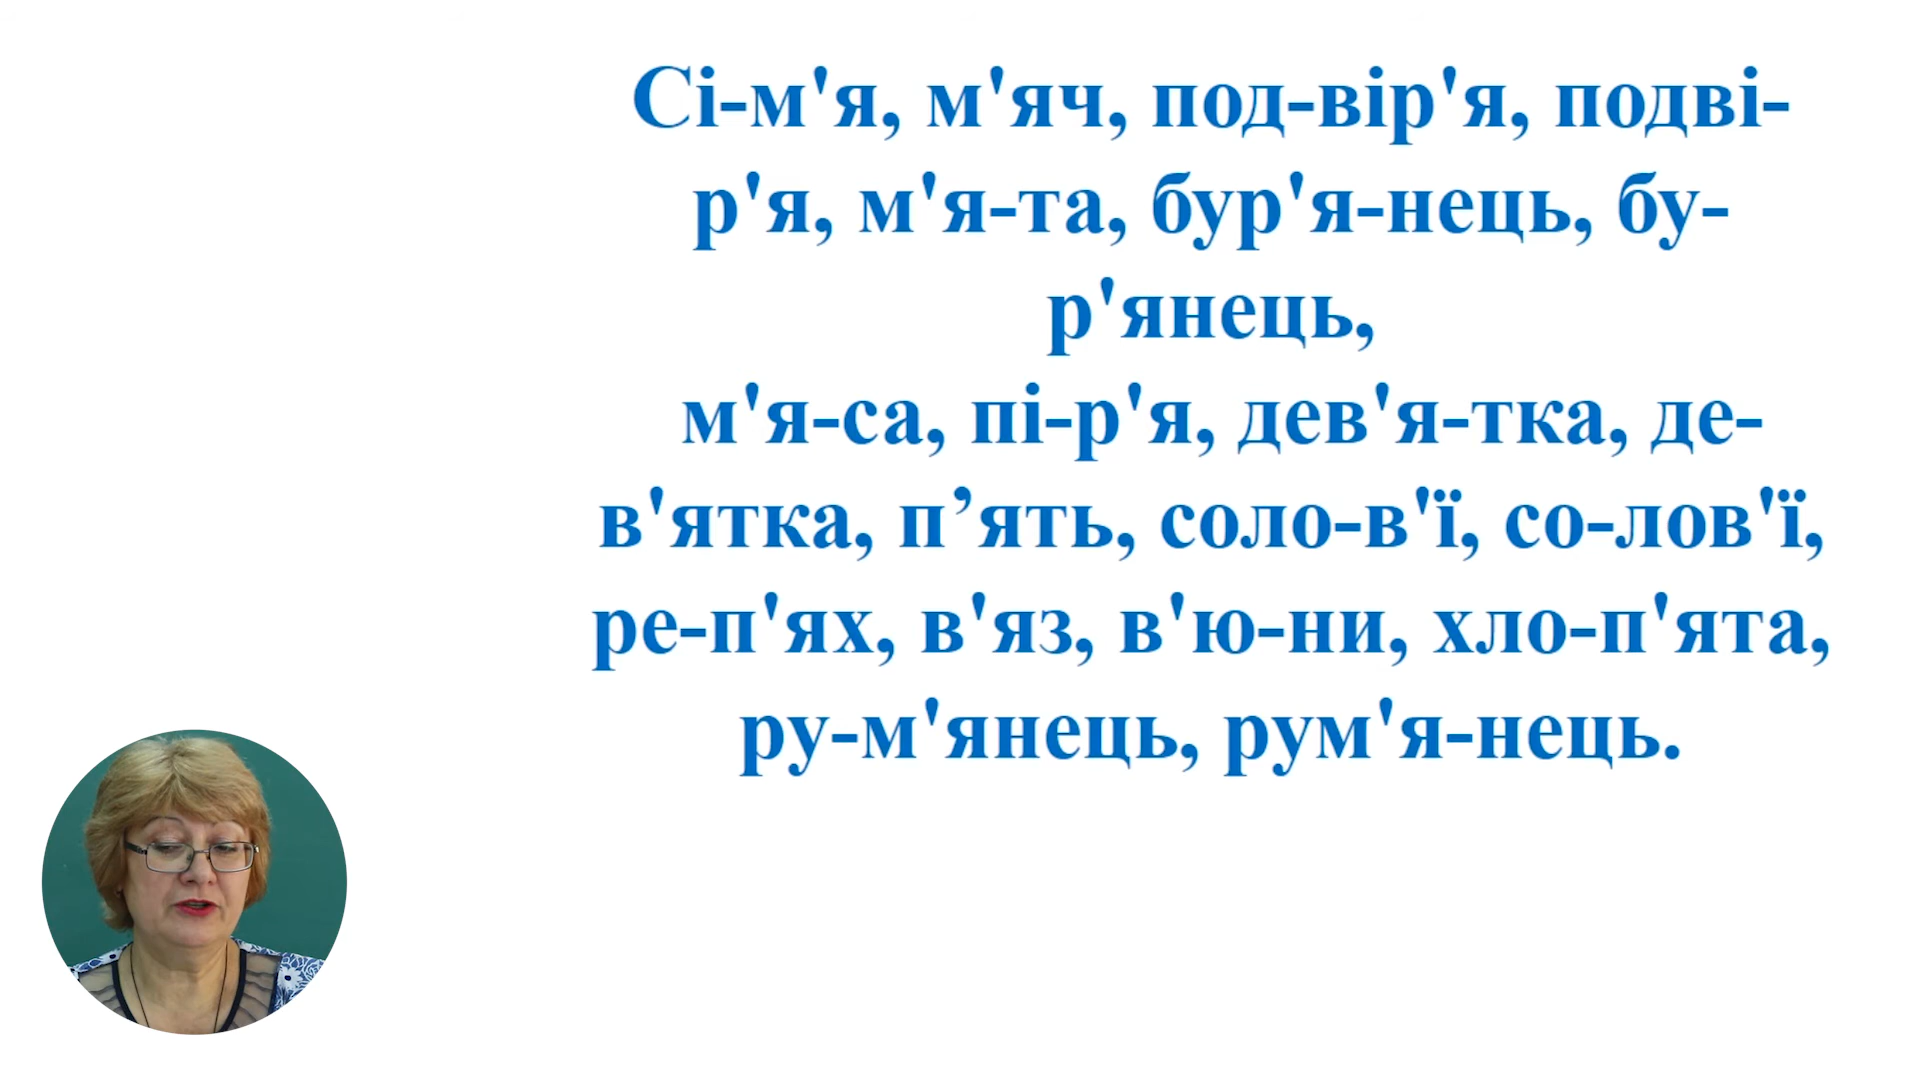 Сі-м'я, м'яч, под-вір'я, подві-
р'я, м'я-та, бур'я-нець, бу-
р'янець,
м'я-са, пі-р'я, дев'я-тка, де-
в'ятка, п’ять, соло-в'ї, со-лов'ї,
ре-п'ях, в'яз, в'ю-ни, хло-п'ята,
ру-м'янець, рум'я-нець.